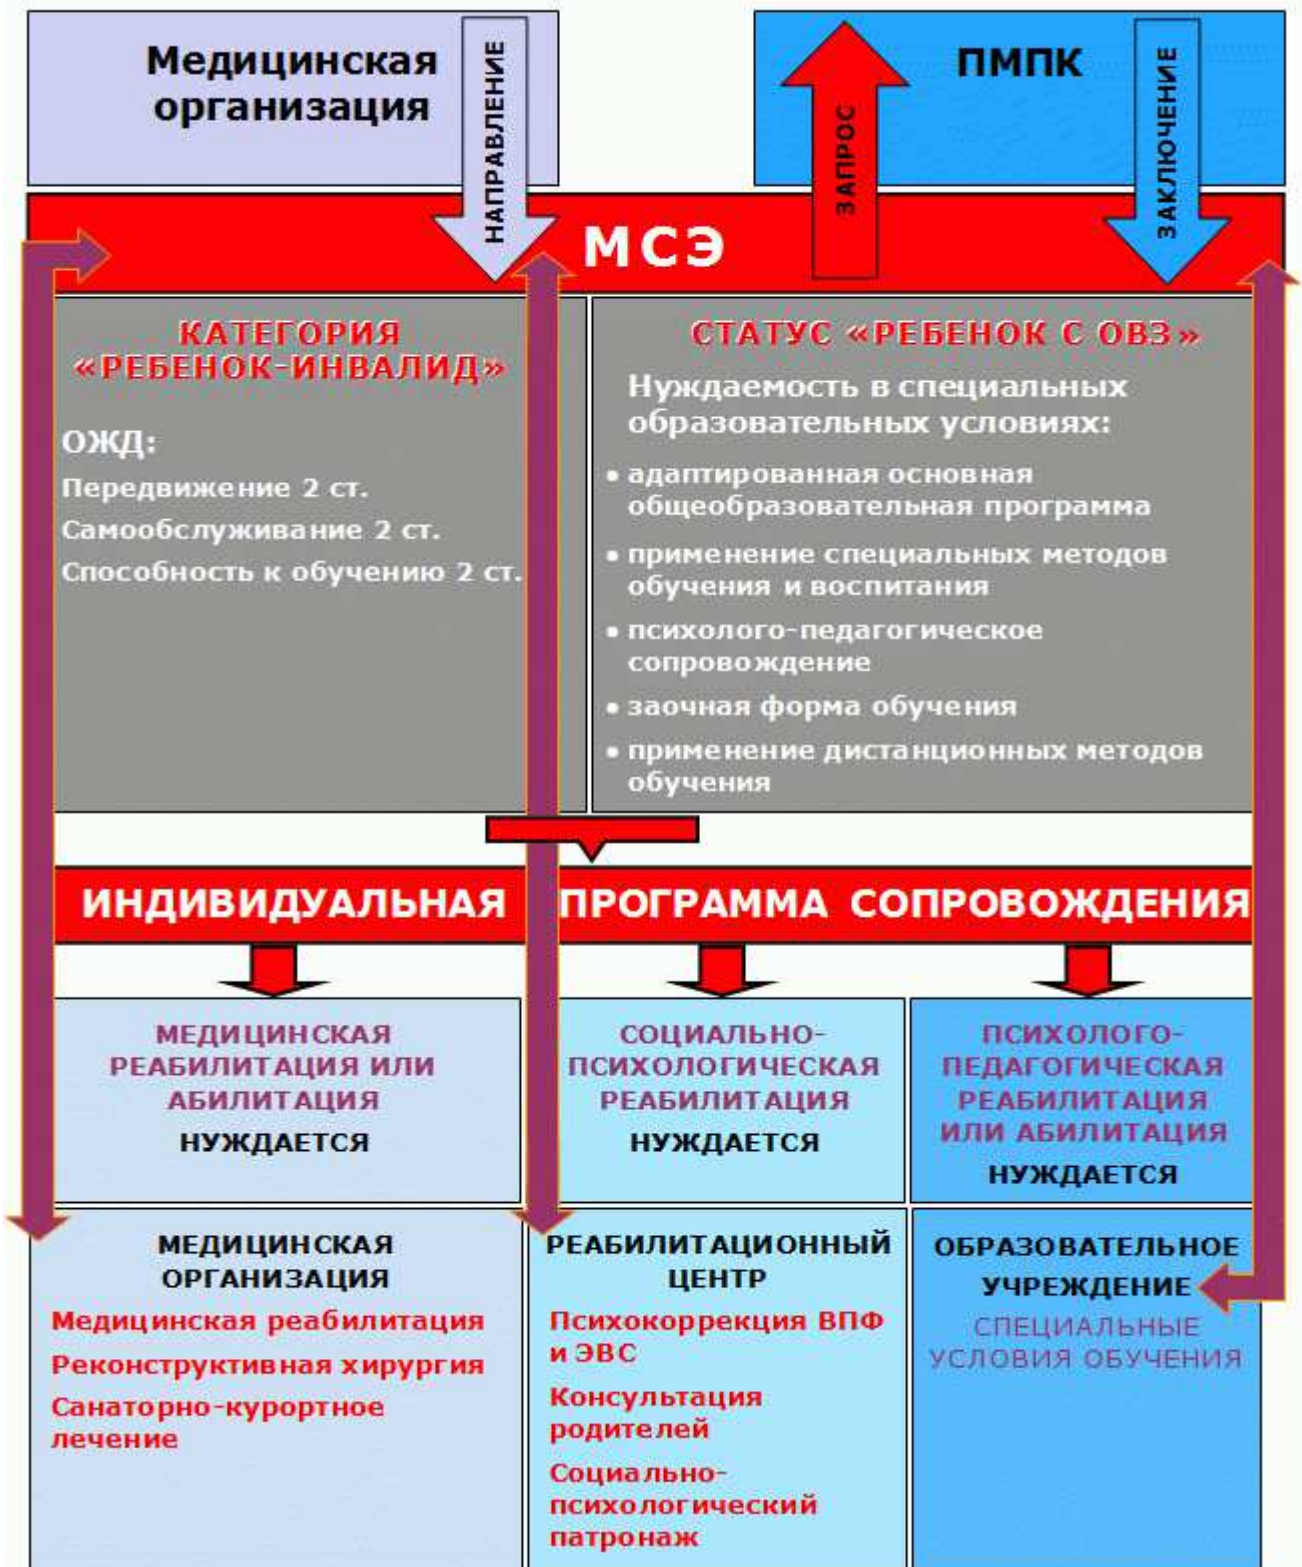 Медицинская
организация
НАПРАВЛЕНИЕ
ЗАПРОС
ПМПК
ЗАКЛЮЧЕНИЕ
МСЭ
КАТЕГОРИЯ
«РЕБЕНОК-ИНВАЛИД»
ОЖД:
Передвижение 2 ст.
Самообслуживание 2 ст.
Способность к обучению 2 ст.
СТАТУС «РЕБЕНОК С ОВЗ»
Нуждаемость в специальных
образовательных условиях:
• адаптированная основная
общеобразовательная программа
• применение специальных методов
обучения и воспитания
• психолого-педагогическое
сопровождение
• заочная форма обучения
• применение дистанционных методов
обучения
ИНДИВИДУАЛЬНАЯ ПРОГРАММА СОПРОВОЖДЕНИЯ
МЕДИЦИНСКАЯ
РЕАБИЛИТАЦИЯ ИЛИ
АБИЛИТАЦИЯ
НУЖДАЕТСЯ
СОЦИАЛЬНО-
ПСИХОЛОГИЧЕСКАЯ
РЕАБИЛИТАЦИЯ
НУЖДАЕТСЯ
ПСИХОЛОГО-
ПЕДАГОГИЧЕСКАЯ
РЕАБИЛИТАЦИЯ
ИЛИ АБИЛИТАЦИЯ
НУЖДАЕТСЯ
МЕДИЦИНСКАЯ
ОРГАНИЗАЦИЯ
Медицинская реабилитация
Реконструктивная хирургия
Санаторно-курортное
лечение
РЕАБИЛИТАЦИОННЫЙ
ЦЕНТР
Психокоррекция ВПФ
и ЭВС
Консультация
родителей
Социально-
психологический
патронаж
ОБРАЗОВАТЕЛЬНОЕ
УЧРЕЖДЕНИЕ
СПЕЦИАЛЬНЫЕ
УСЛОВИЯ ОБУЧЕНИЯ